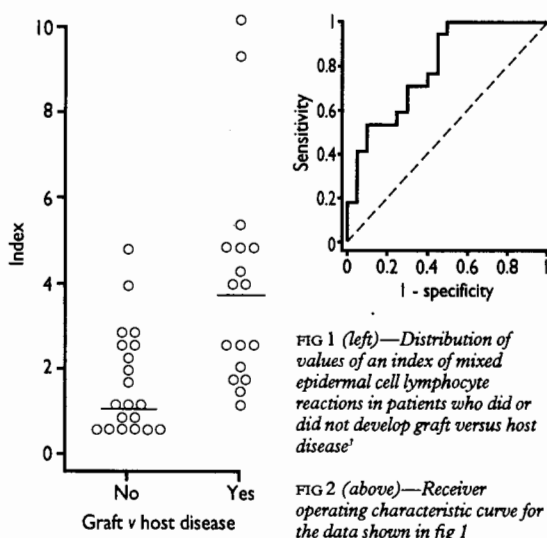 10
8
6
4
2
0
Index
No
Yes
Graft v host disease
1
0.8
0.6
0.4
0.2
0
Sensitivity
0
0.2
0.4
0.6
0.8
1
1 - specificity
FIG 1 (left)—Distribution of
values of an index of mixed
epidermal cell lymphocyte
reactions in patients who did or
did not develop graft versus host
disease¹
FIG 2 (above)—Receiver
operating characteristic curve for
the data shown in fig 1